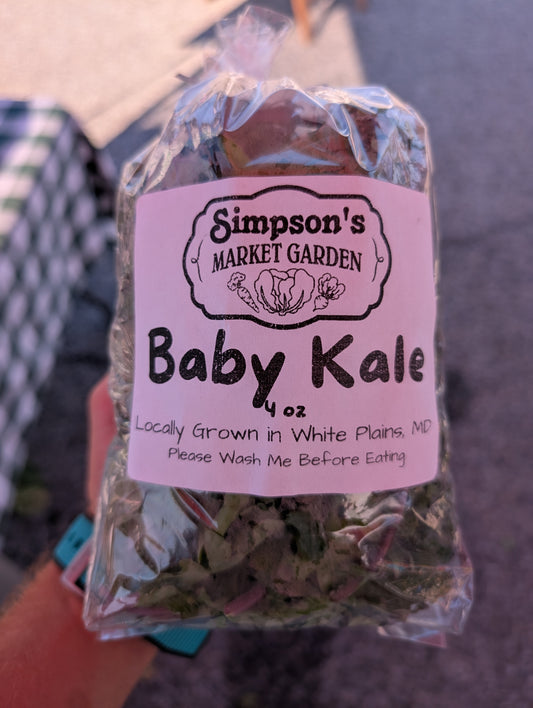 Simpson's
MARKET GARDEN
Baby Kale
4 oz
Locally Grown in White Plains, MD
Please Wash Me Before Eating